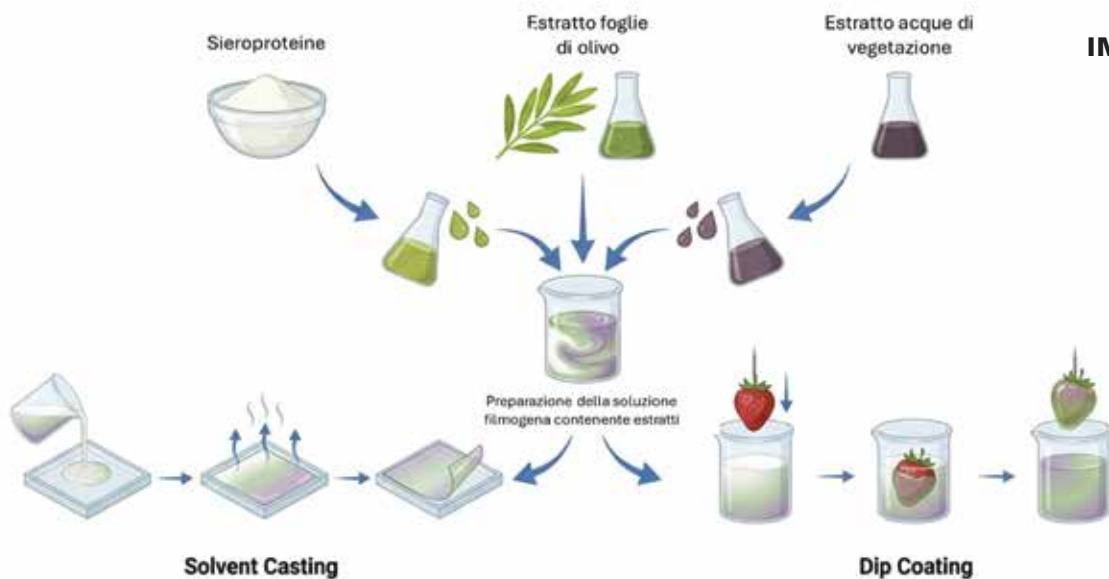 Sieroproteine
Estratto foglie
di olivo
Estratto acque di
vegetazione
IM
Preparazione della soluzione
filmogena contenente estratti
Solvent Casting
Dip Coating